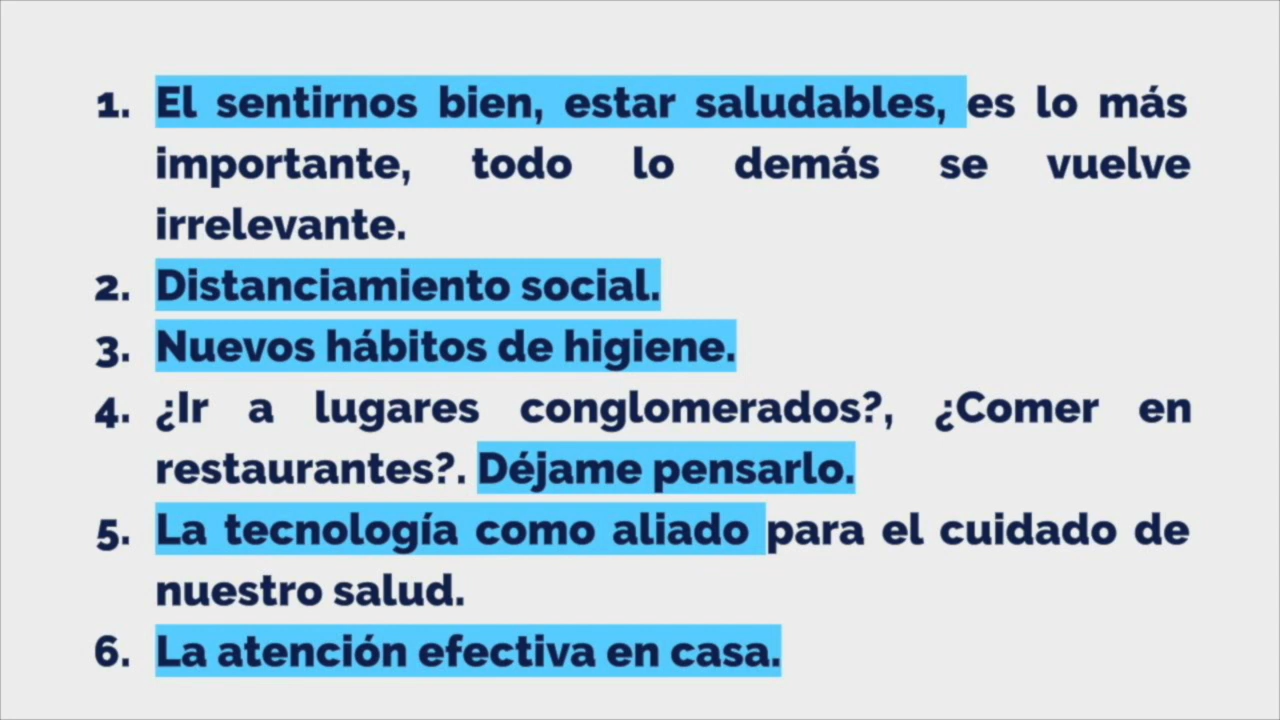 1. El sentirnos bien, estar saludables, es lo más
importante, todo lo demás se vuelve
irrelevante.
2. Distanciamiento social.
3. Nuevos hábitos de higiene.
4. ¿Ir a lugares conglomerados?, ¿Comer en
restaurantes?. Déjame pensarlo.
5. La tecnología como aliado para el cuidado de
nuestro salud.
6. La atención efectiva en casa.